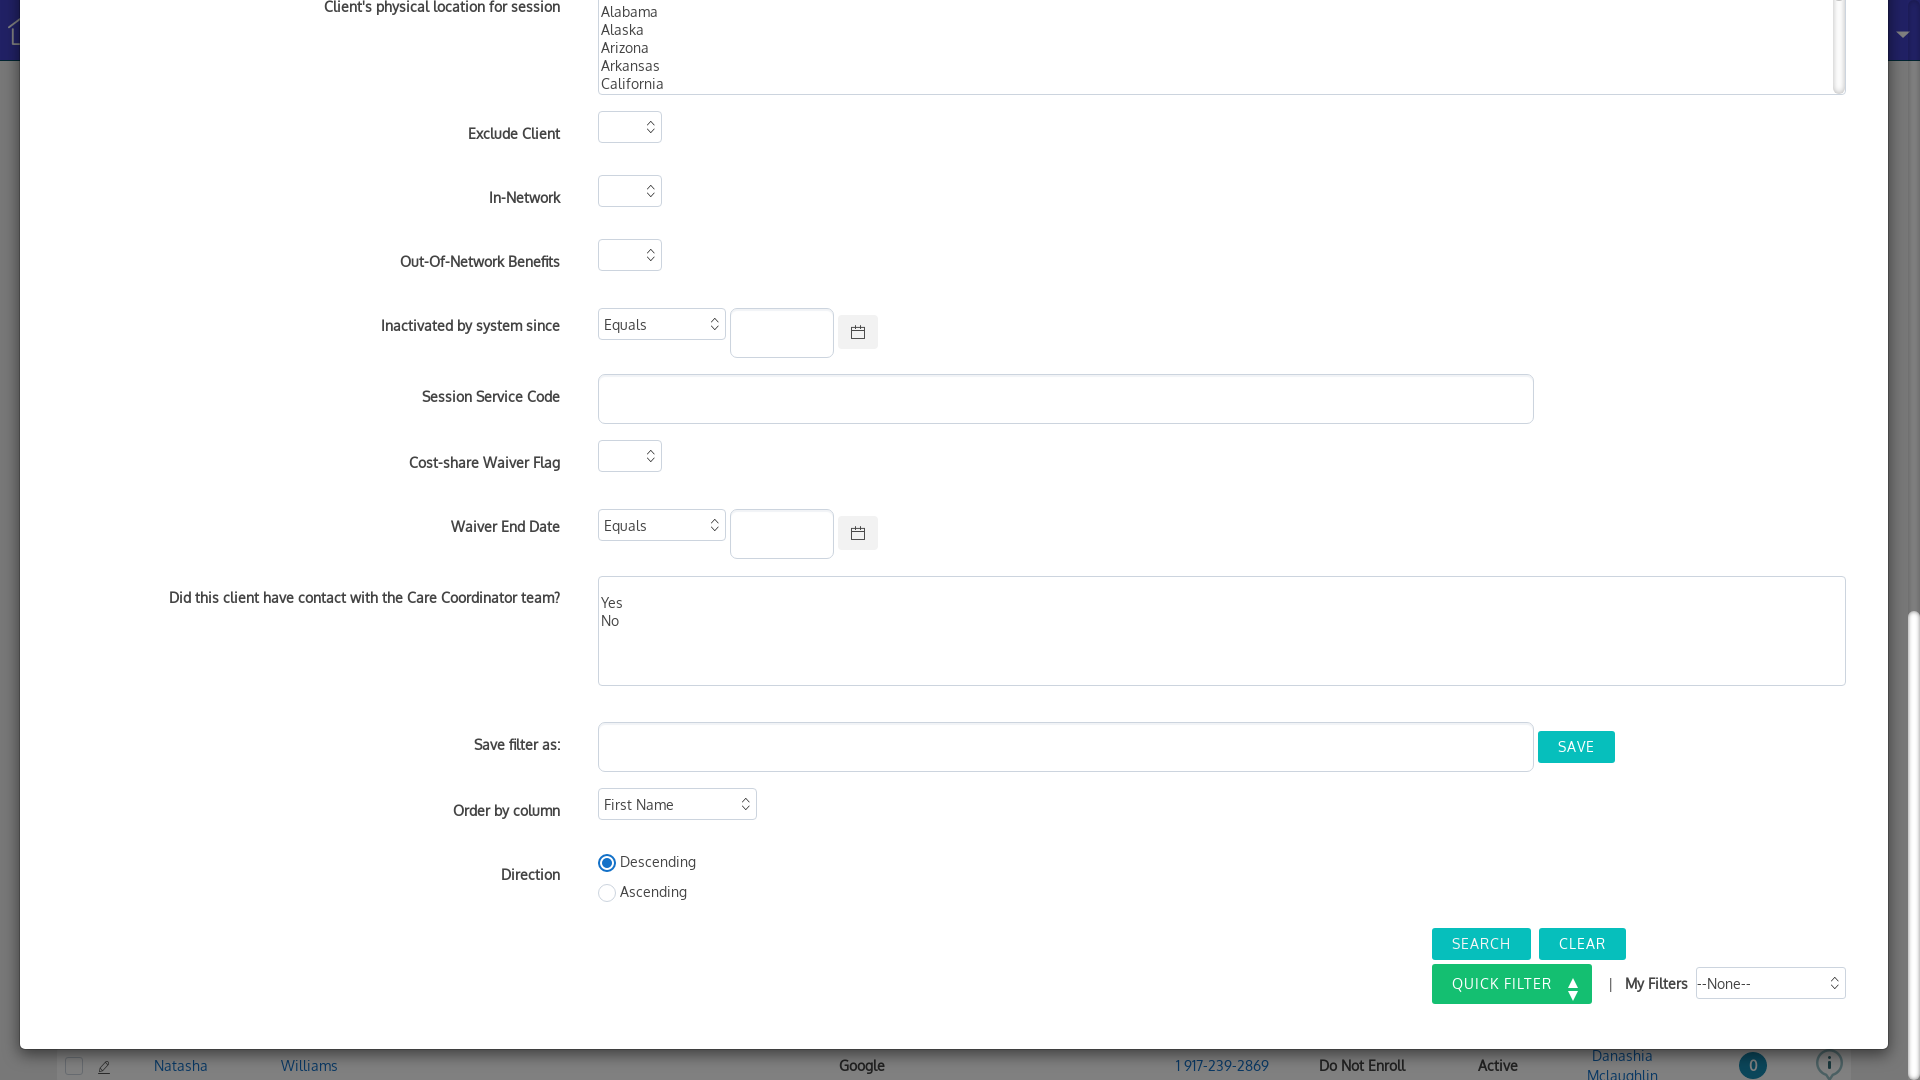 Client's physical location for session
Alabama
Alaska
Arizona
Arkansas
California
Exclude Client
In-Network
Out-Of-Network Benefits
Inactivated by system since Equals
Session Service Code
Cost-share Waiver Flag
Waiver End Date Equals
Did this client have contact with the Care Coordinator team?
Yes
No
Save filter as: SAVE
Order by column First Name
Direction
Descending
Ascending
SEARCH CLEAR
QUICK FILTER | My Filters --None--
Natasha Williams Google 1 917-239-2869 Do Not Enroll Active Danashia Mclaughlin 0